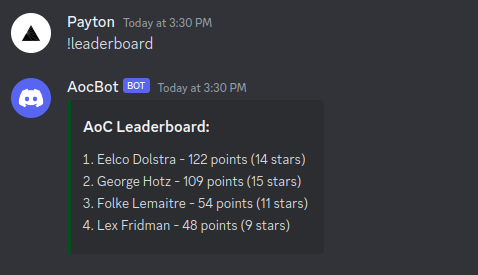 Payton Today at 3:30 PM
!leaderboard
AocBot BOT Today at 3:30 PM
AoC Leaderboard:
1. Eelco Dolstra - 122 points (14 stars)
2. George Hotz - 109 points (15 stars)
3. Folke Lemaitre - 54 points (11 stars)
4. Lex Fridman - 48 points (9 stars)